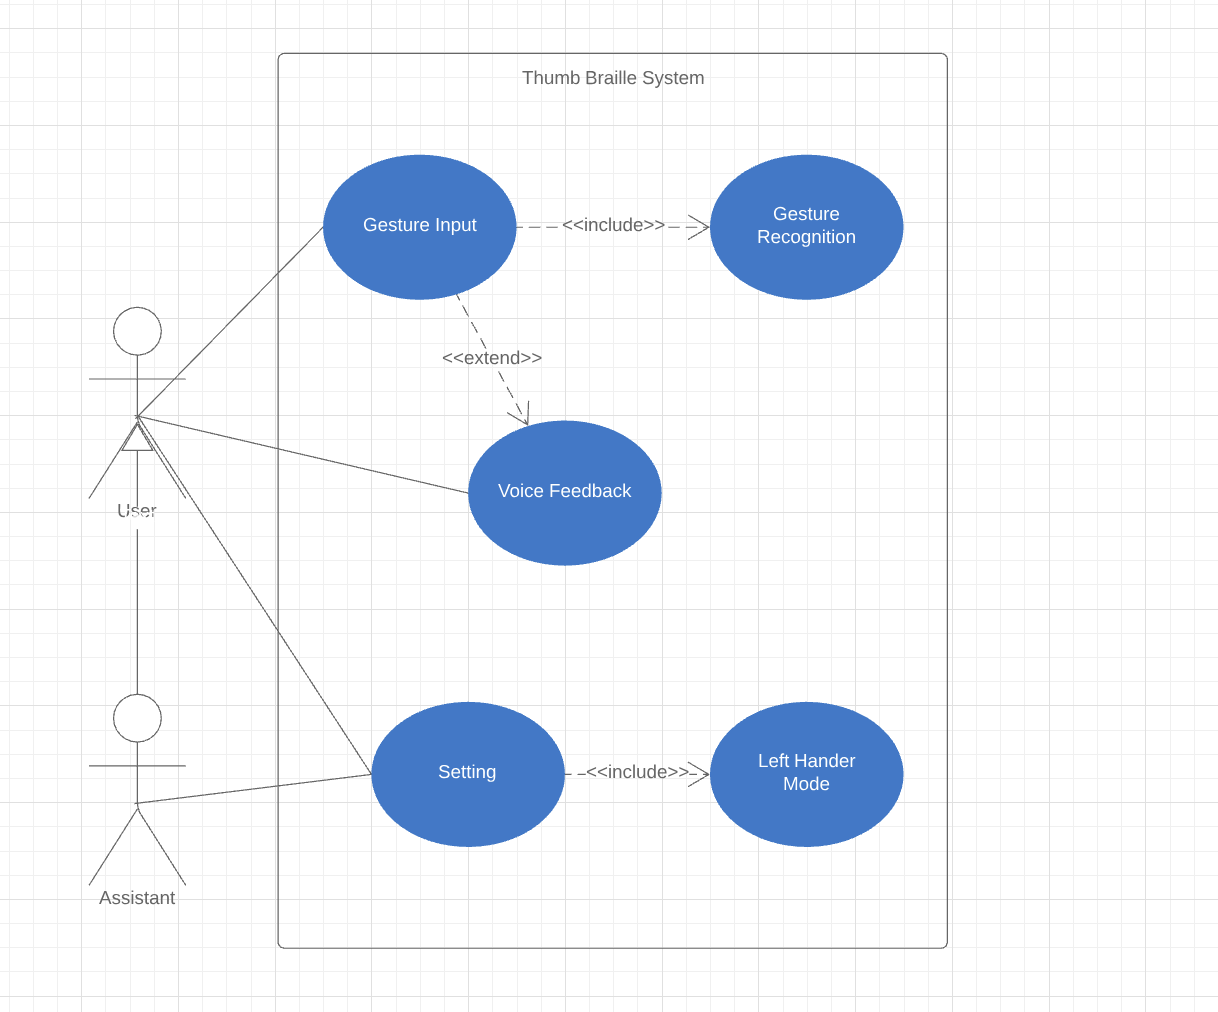 Thumb Braille System
Gesture Input
<<include>>
Gesture
Recognition
<<extend>>
Voice Feedback
User
Setting
<<include>>
Left Hander
Mode
Assistant